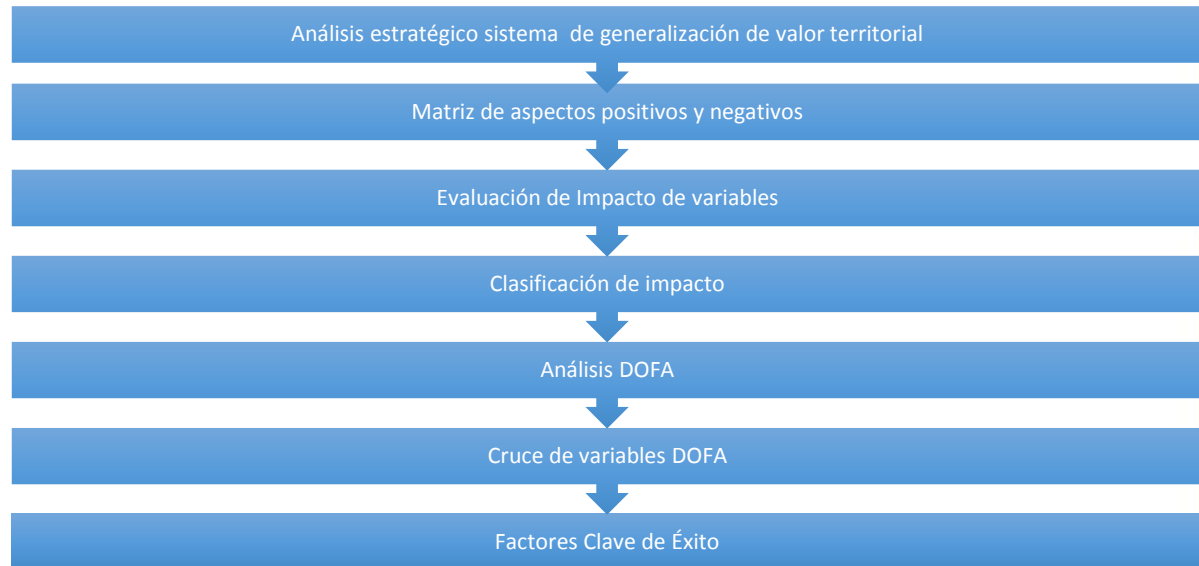 Análisis estratégico sistema  de generalización de valor territorial
Matriz de aspectos positivos y negativos
Evaluación de Impacto de variables
Clasificación de impacto
Análisis DOFA
Cruce de variables DOFA
Factores Clave de Éxito